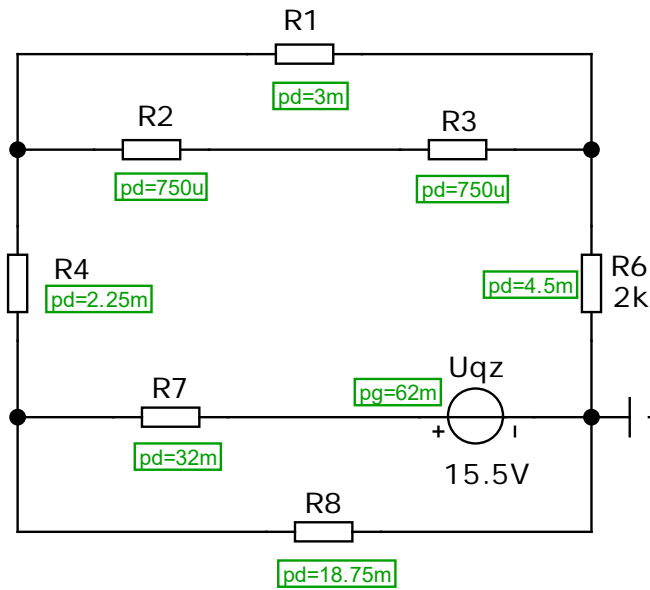 R1
pd=3m
R2
R3
pd=750u
pd=750u
R4
pd=2.25m
pd=4.5m
R6
2k
R7
pg=62m
Uqz
+
-
pd=32m
15.5V
R8
pd=18.75m